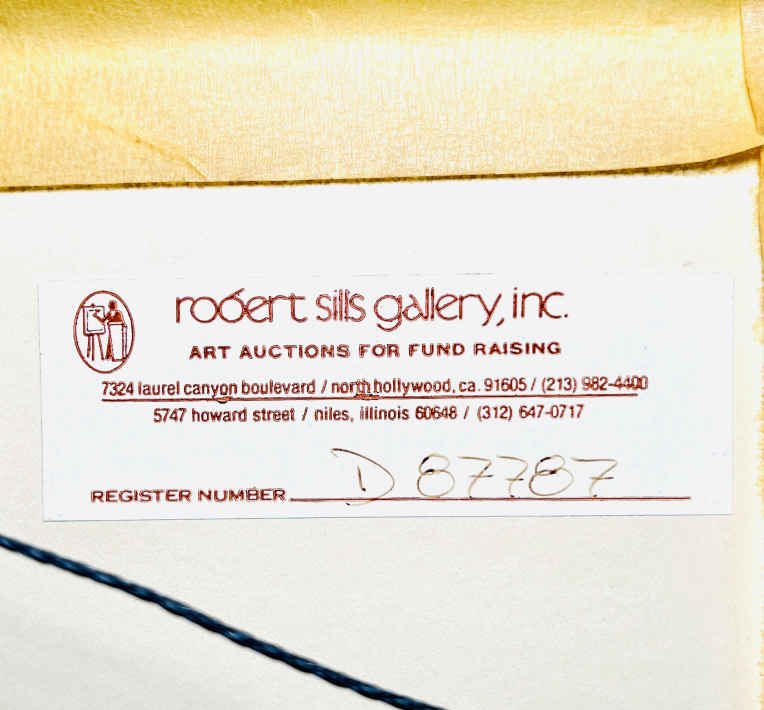 robert sills gallery, inc.
ART AUCTIONS FOR FUND RAISING
7324 laurel canyon boulevard / north hollywood, ca. 91605 / (213) 982-4400
5747 howard street / niles, illinois 60648 / (312) 647-0717
REGISTER NUMBER D 87787